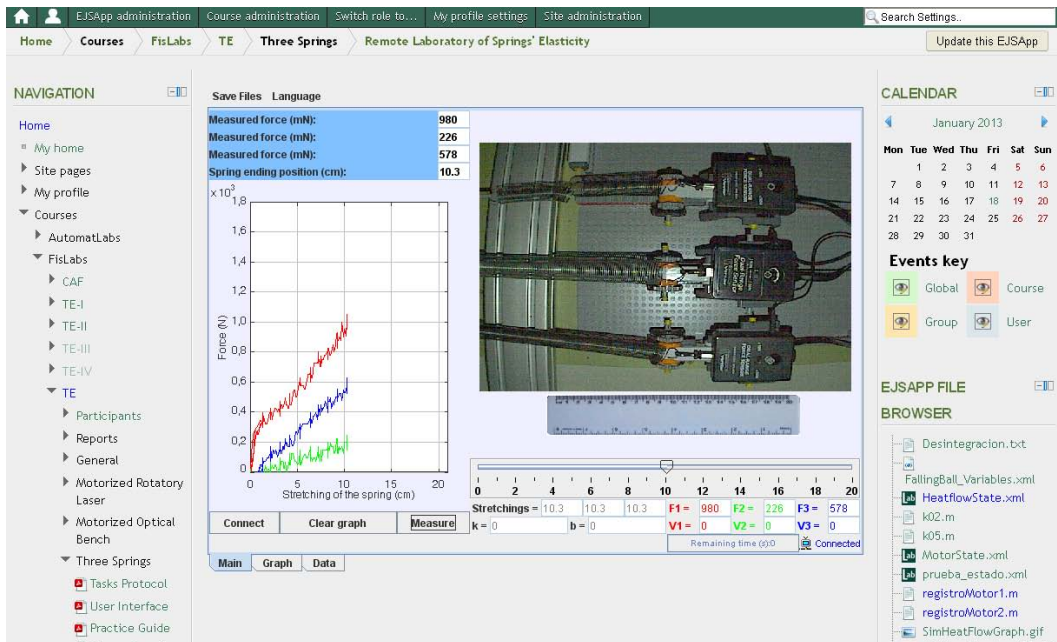 EJSApp administration Course administration Switch role to... My profile settings Site administration Search Settings..
Home Courses FisLabs TE Three Springs Remote Laboratory of Springs' Elasticity Update this EJSApp
NAVIGATION
Home
My home
Site pages
My profile
Courses
AutomatLabs
FisLabs
CAF
TE-I
TE-II
TE-III
TE-IV
TE
Participants
Reports
General
Motorized Rotatory
Laser
Motorized Optical
Bench
Three Springs
Tasks Protocol
User Interface
Practice Guide
Save Files Language
Measured force (mN): 980
Measured force (mN): 226
Measured force (mN): 578
Spring ending position (cm): 10.3
x 10³
1,8
1,6
1,4
1,2
1,0
0,8
0,6
0,4
0,2
0
Force (N)
0 5 10 15 20
Stretching of the spring (cm)
Connect Clear graph Measure
0 2 4 6 8 10 12 14 16 18 20
Stretchings = 10.3 10.3 10.3 F1 = 980 F2 = 226 F3 = 578
k = 0 b = 0 V1 = 0 V2 = 0 V3 = 0
Remaining time (s):0 Connected
Main Graph Data
CALENDAR
January 2013
Mon Tue Wed Thu Fri Sat Sun
1 2 3 4 5 6
7 8 9 10 11 12 13
14 15 16 17 18 19 20
21 22 23 24 25 26 27
28 29 30 31
Events key
Global Course
Group User
EJSAPP FILE
BROWSER
Desintegracion.txt
FallingBall_Variables.xml
HeatflowState.xml
k02.m
k05.m
MotorState.xml
prueba_estado.xml
registroMotor1.m
registroMotor2.m
SimHeatFlowGraph.gif